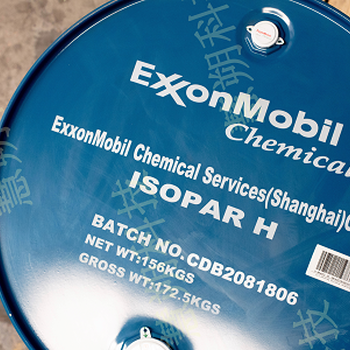 ExxonMobil
Chemical
ExxonMobil Chemical Services(Shanghai)
ISOPAR H
BATCH NO.CDB2081806
NET WT:156KGS
GROSS WT:172.5KGS